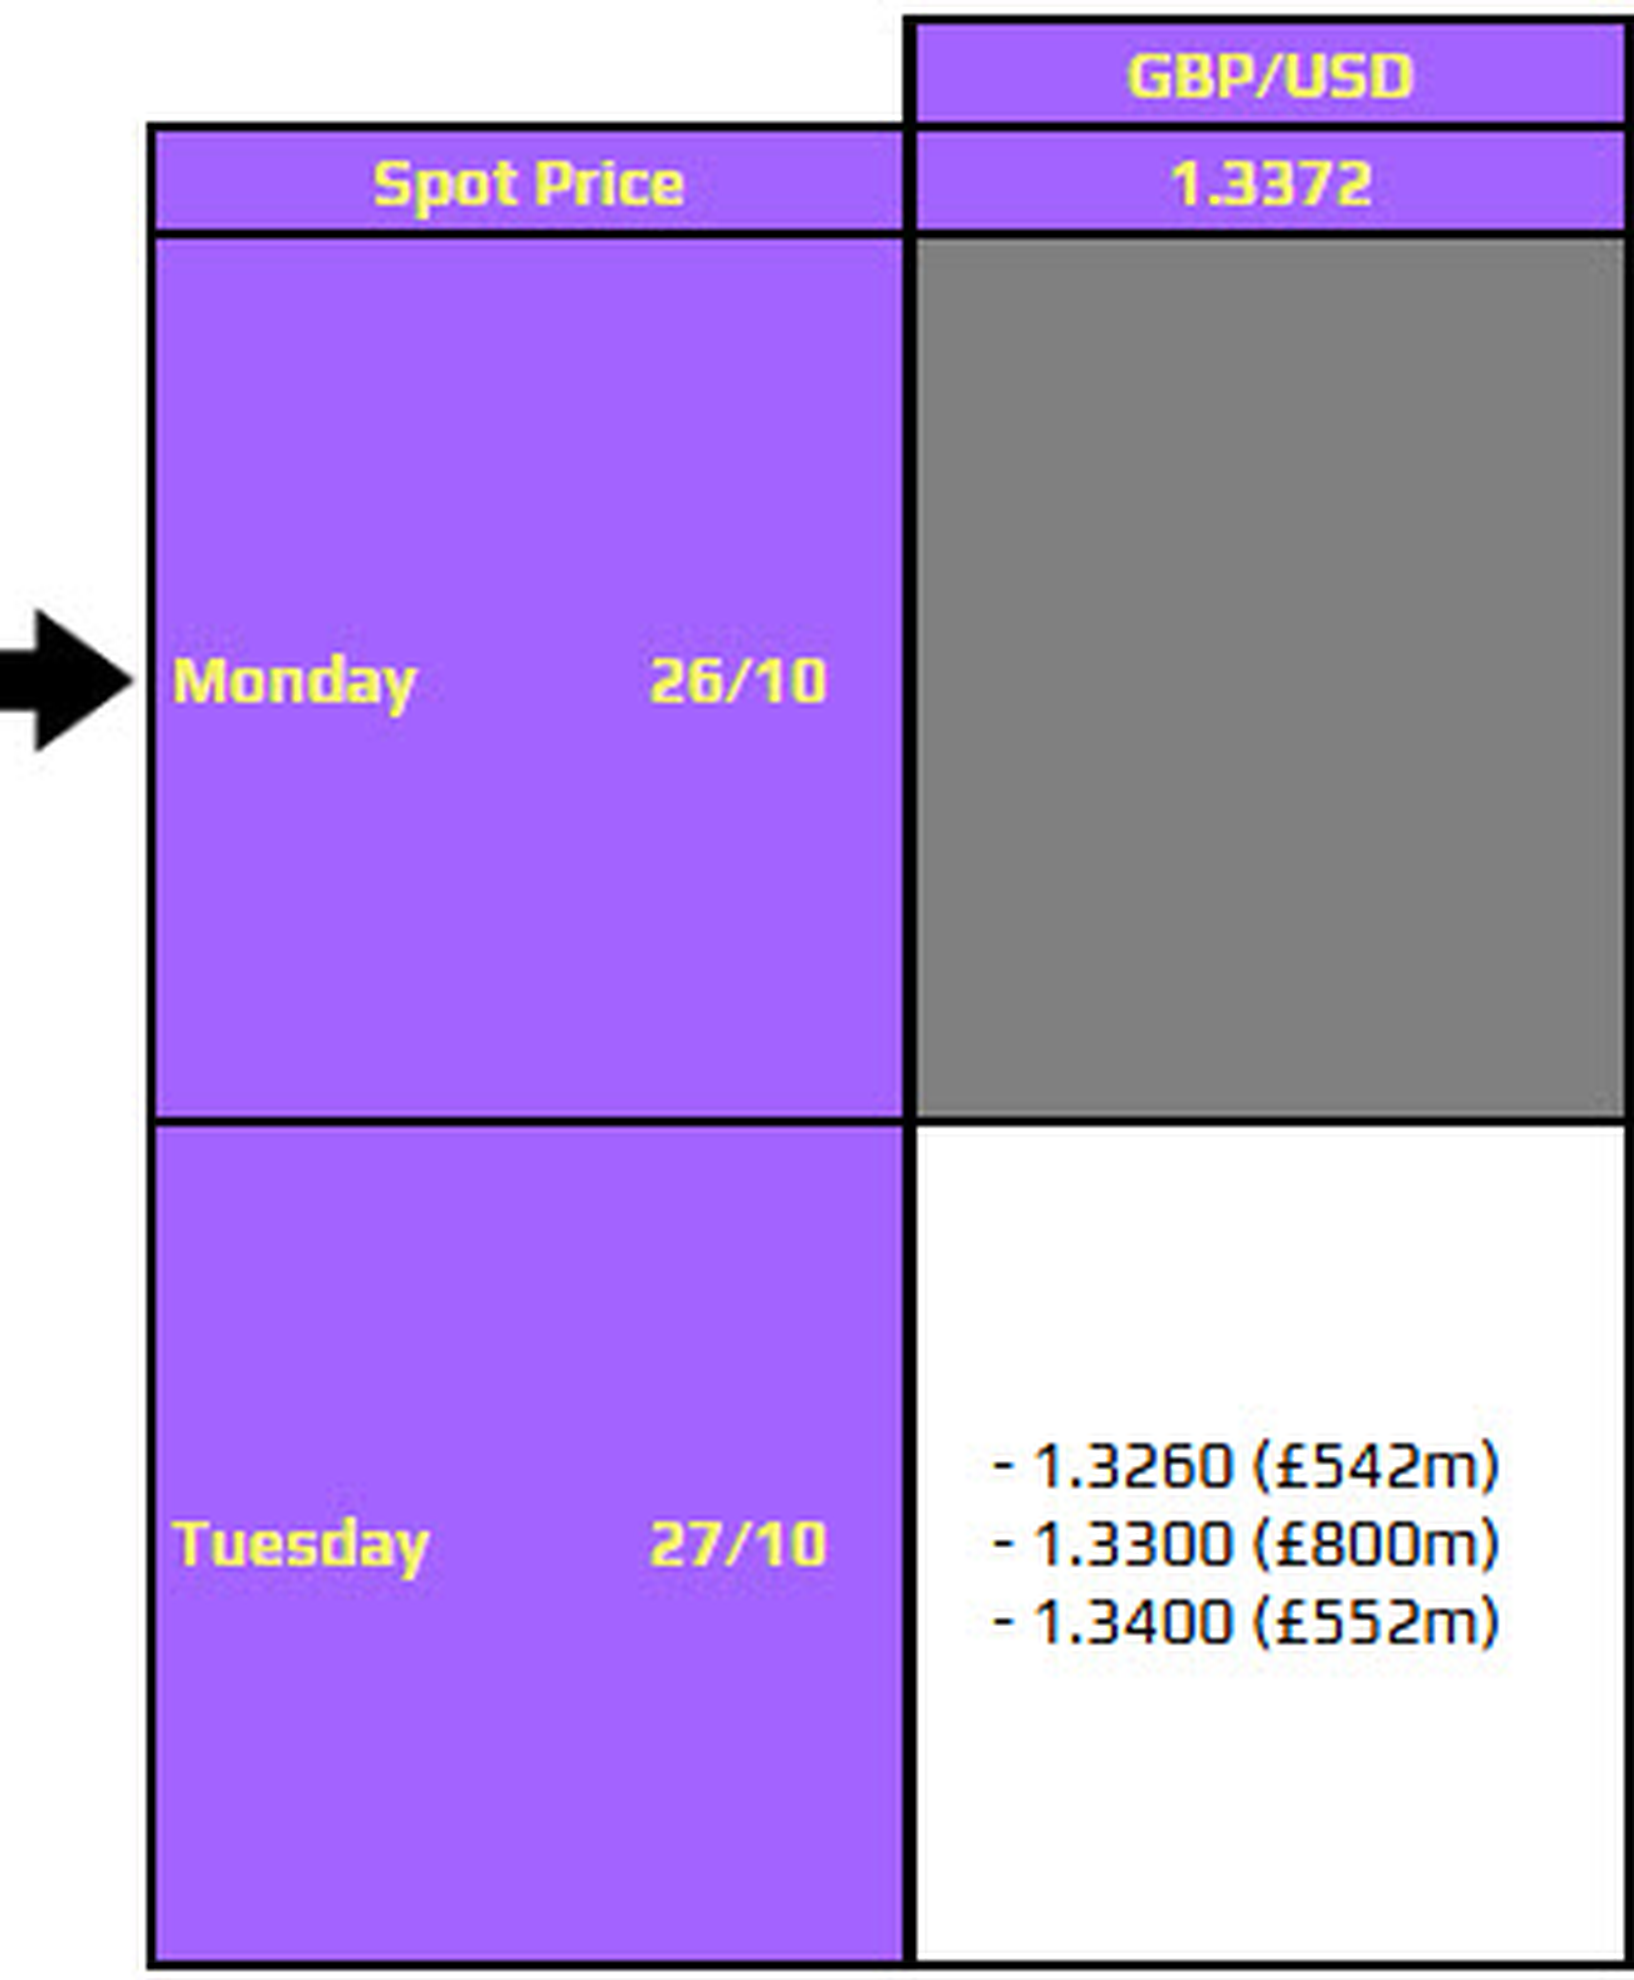 GBP/USD
Spot Price 1.3372
Monday 26/10
Tuesday 27/10
- 1.3260 (£542m)
- 1.3300 (£800m)
- 1.3400 (£552m)